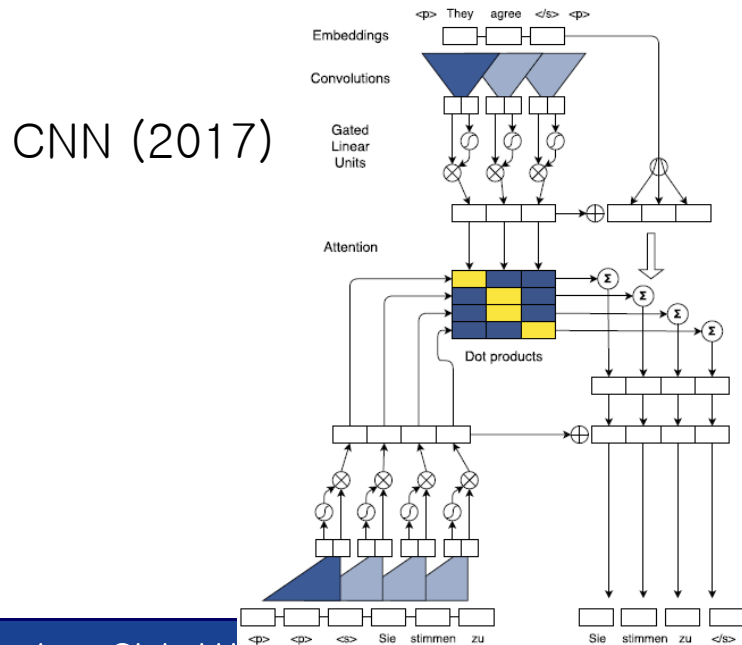 <p> They agree </s> <p>
Embeddings
Convolutions
CNN (2017)
Gated
Linear
Units
Attention
Σ
Σ
Σ
Σ
Dot products
<p> <p> <s> Sie stimmen zu
Sie stimmen zu </s>